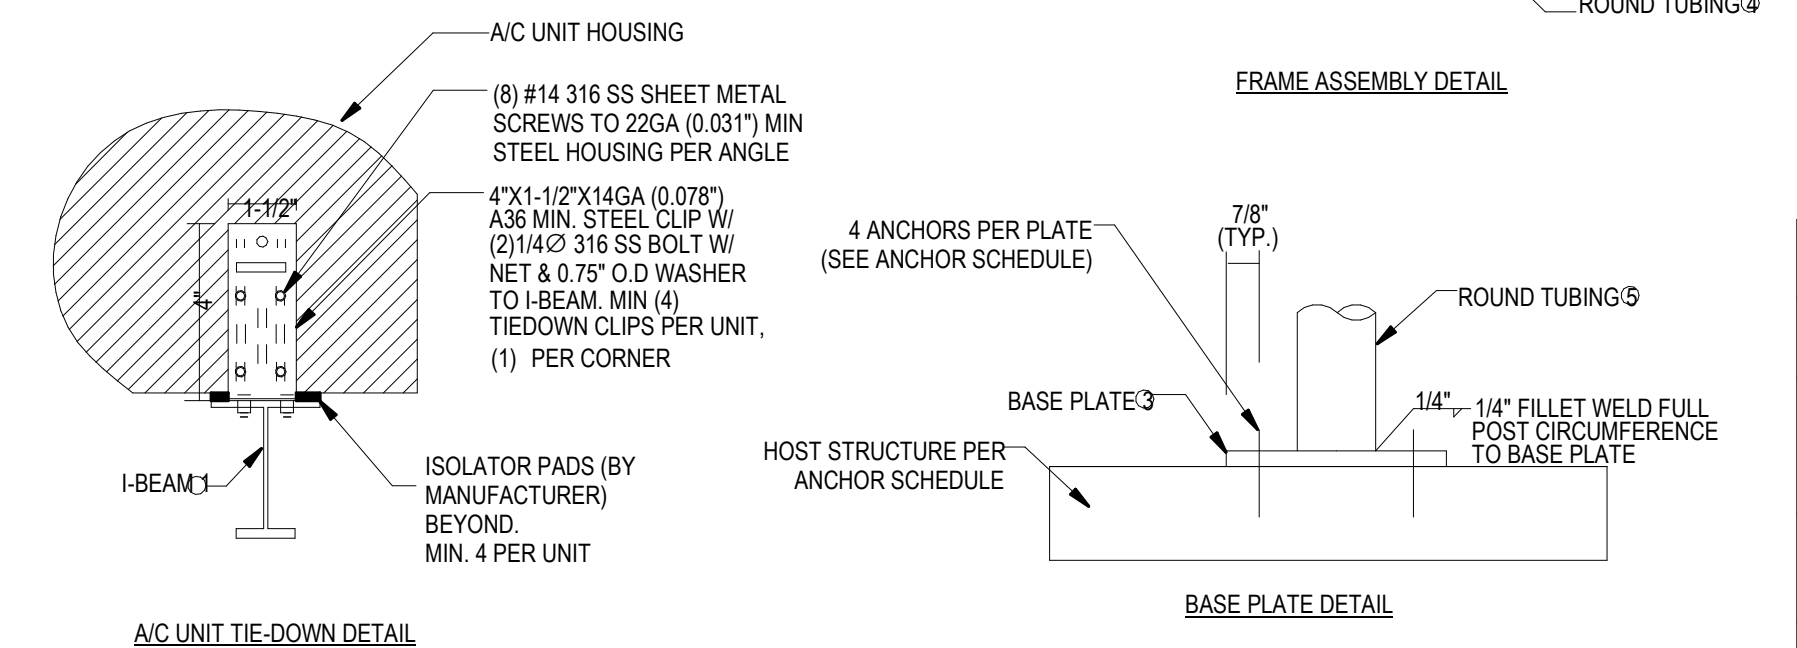 ROUND TUBING④
A/C UNIT HOUSING
FRAME ASSEMBLY DETAIL
(8) #14 316 SS SHEET METAL
SCREWS TO 22GA (0.031") MIN
STEEL HOUSING PER ANGLE
4"X1-1/2"X14GA (0.078")
A36 MIN. STEEL CLIP W/
(2)1/4Ø 316 SS BOLT W/
NET & 0.75" O.D WASHER
TO I-BEAM. MIN (4)
TIEDOWN CLIPS PER UNIT,
(1) PER CORNER
1-1/2"
4"
I-BEAM①
ISOLATOR PADS (BY
MANUFACTURER)
BEYOND.
MIN. 4 PER UNIT
A/C UNIT TIE-DOWN DETAIL
4 ANCHORS PER PLATE
(SEE ANCHOR SCHEDULE)
7/8"
(TYP.)
ROUND TUBING⑤
BASE PLATE③
1/4"
1/4" FILLET WELD FULL
POST CIRCUMFERENCE
TO BASE PLATE
HOST STRUCTURE PER
ANCHOR SCHEDULE
BASE PLATE DETAIL